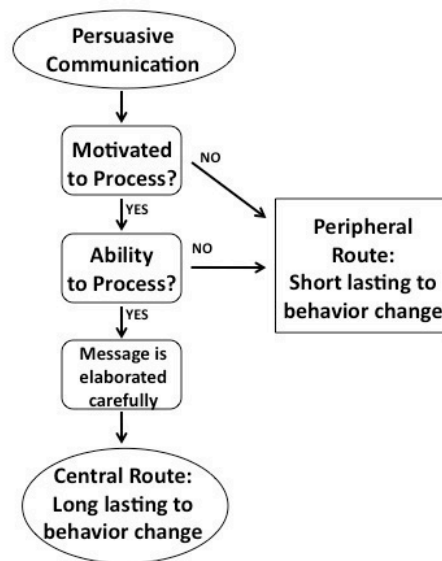 Persuasive
Communication
Motivated
to Process?
NO
YES
Ability
to Process?
NO
Peripheral
Route:
Short lasting to
behavior change
YES
Message is
elaborated
carefully
Central Route:
Long lasting to
behavior change